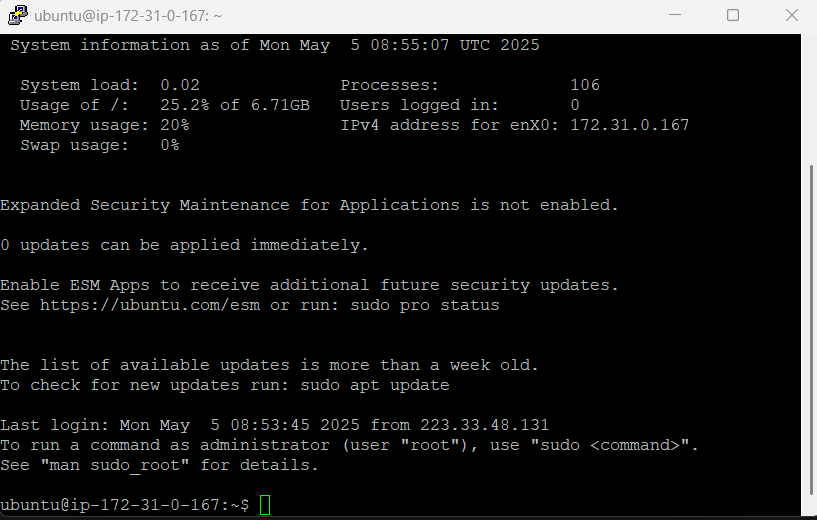 ubuntu@ip-172-31-0-167: ~
System information as of Mon May  5 08:55:07 UTC 2025
System load:  0.02              Processes:             106
Usage of /:   25.2% of 6.71GB   Users logged in:       0
Memory usage: 20%               IPv4 address for enX0: 172.31.0.167
Swap usage:   0%
Expanded Security Maintenance for Applications is not enabled.
0 updates can be applied immediately.
Enable ESM Apps to receive additional future security updates.
See https://ubuntu.com/esm or run: sudo pro status
The list of available updates is more than a week old.
To check for new updates run: sudo apt update
Last login: Mon May  5 08:53:45 2025 from 223.33.48.131
To run a command as administrator (user "root"), use "sudo <command>".
See "man sudo_root" for details.
ubuntu@ip-172-31-0-167:~$